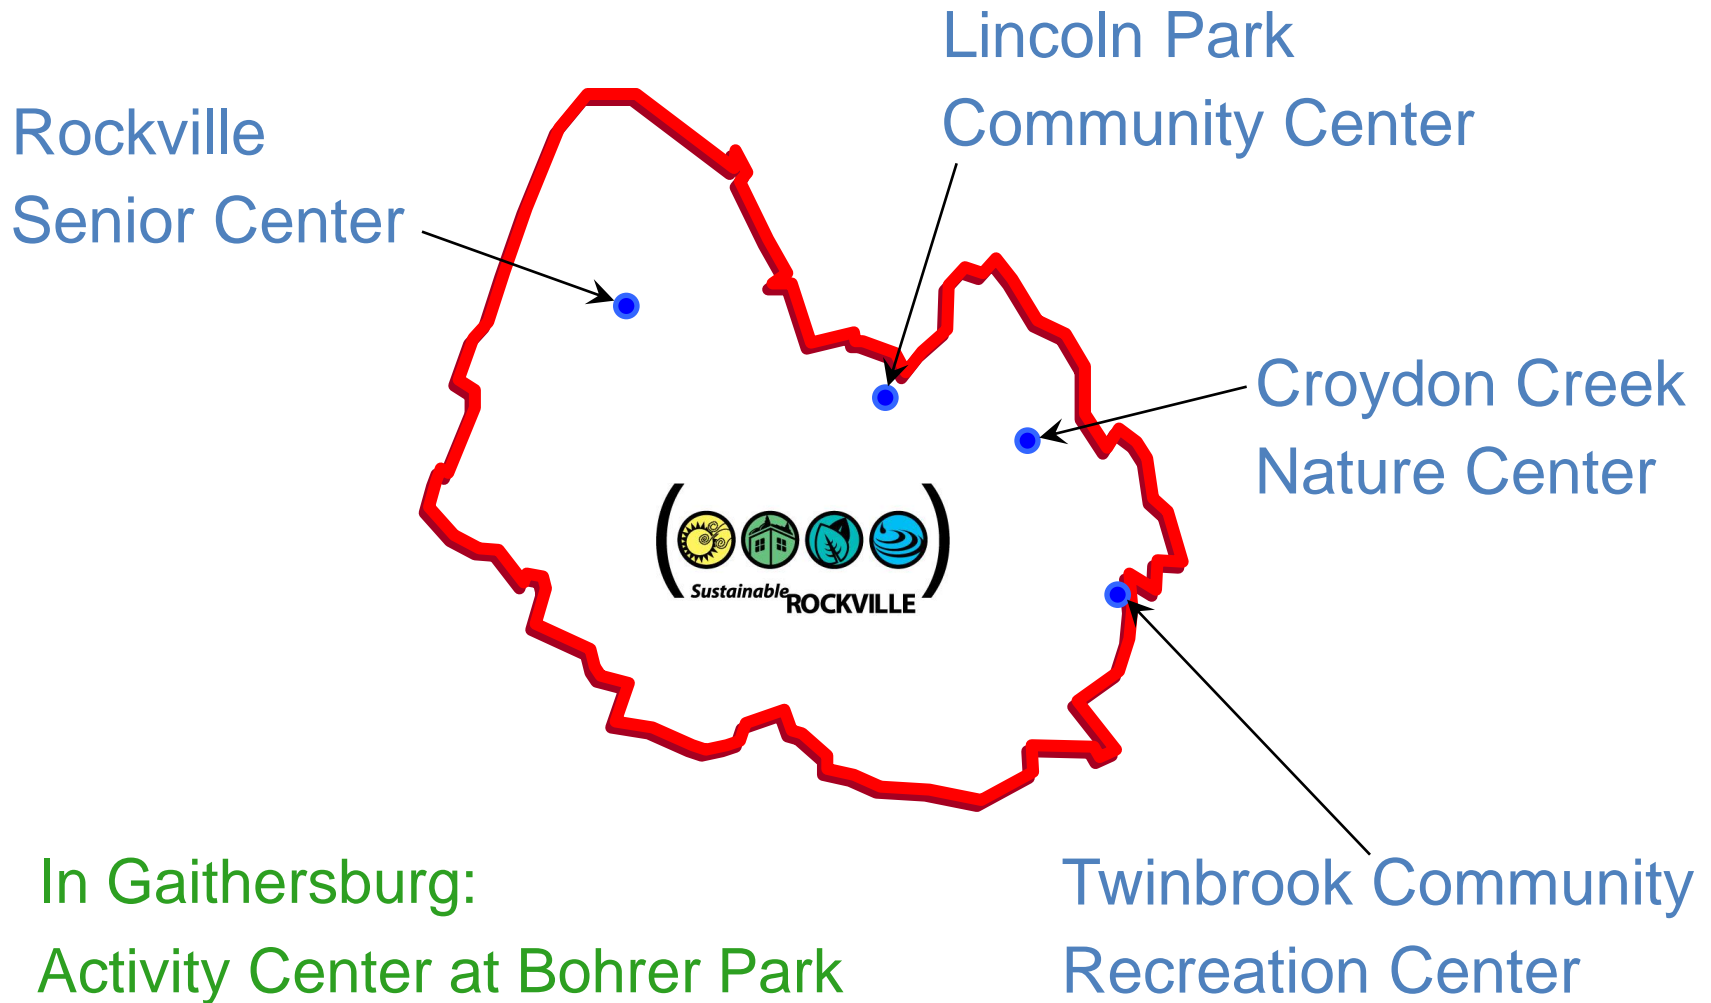 Lincoln Park
Community Center
Rockville
Senior Center
Croydon Creek
Nature Center
Sustainable
ROCKVILLE
In Gaithersburg:
Activity Center at Bohrer Park
Twinbrook Community
Recreation Center